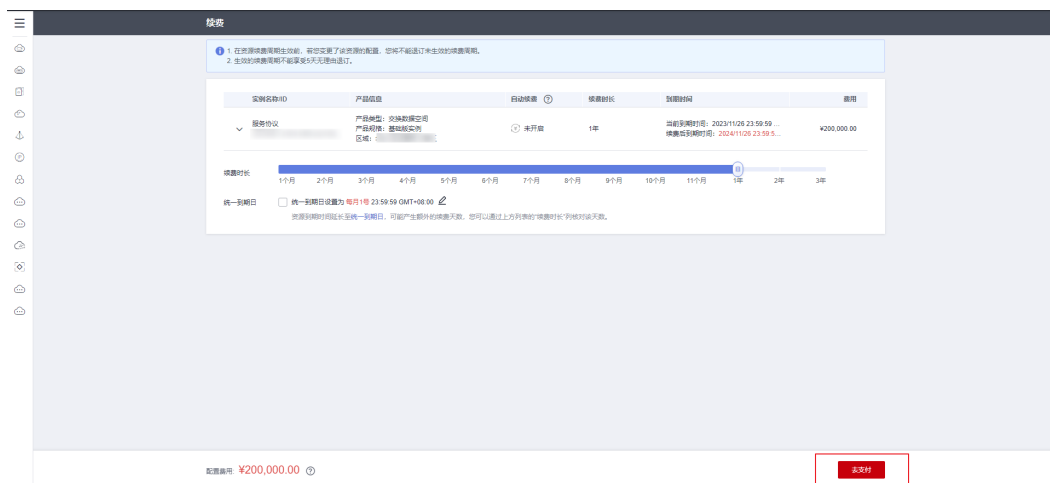 续费
1. 在资源续费周期生效前，若您变更了该资源的配置，您将不能退订未生效的续费周期。
2. 生效的续费周期不能享受5天无理由退订。
实例名称/ID 产品信息 自动续费 续费时长 到期时间 费用
服务协议
产品类型：交换数据空间
产品规格：基础版实例
区域：
未开启
1年
当前到期时间：2023/11/26 23:59:59 ...
续费后到期时间：2024/11/26 23:59:5...
¥200,000.00
续费时长
1个月 2个月 3个月 4个月 5个月 6个月 7个月 8个月 9个月 10个月 11个月 1年 2年 3年
统一到期日 统一到期日设置为 每月1号 23:59:59 GMT+08:00
资源到期时间延长至统一到期日，可能产生额外的续费天数，您可以通过上方列表的“续费时长”列核对该天数。
配置费用: ¥200,000.00
去支付